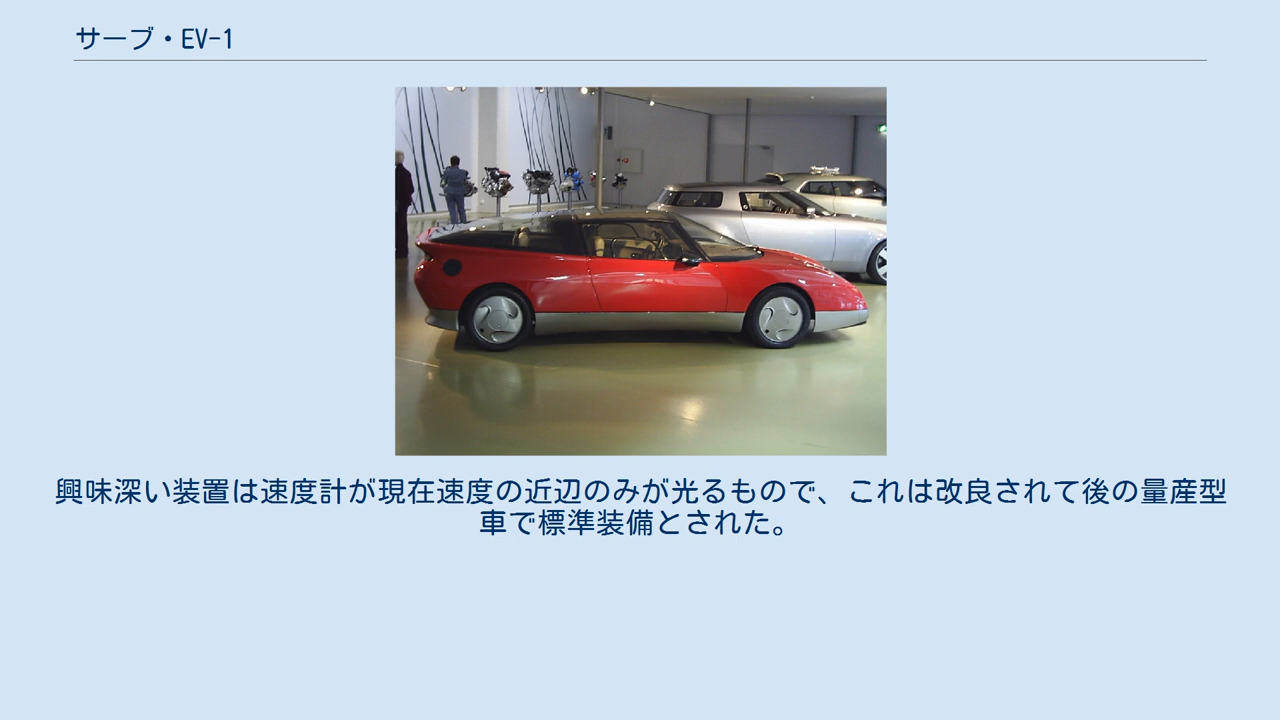 サーブ・EV-1
興味深い装置は速度計が現在速度の近辺のみが光るもので、これは改良されて後の量産型
車で標準装備とされた。